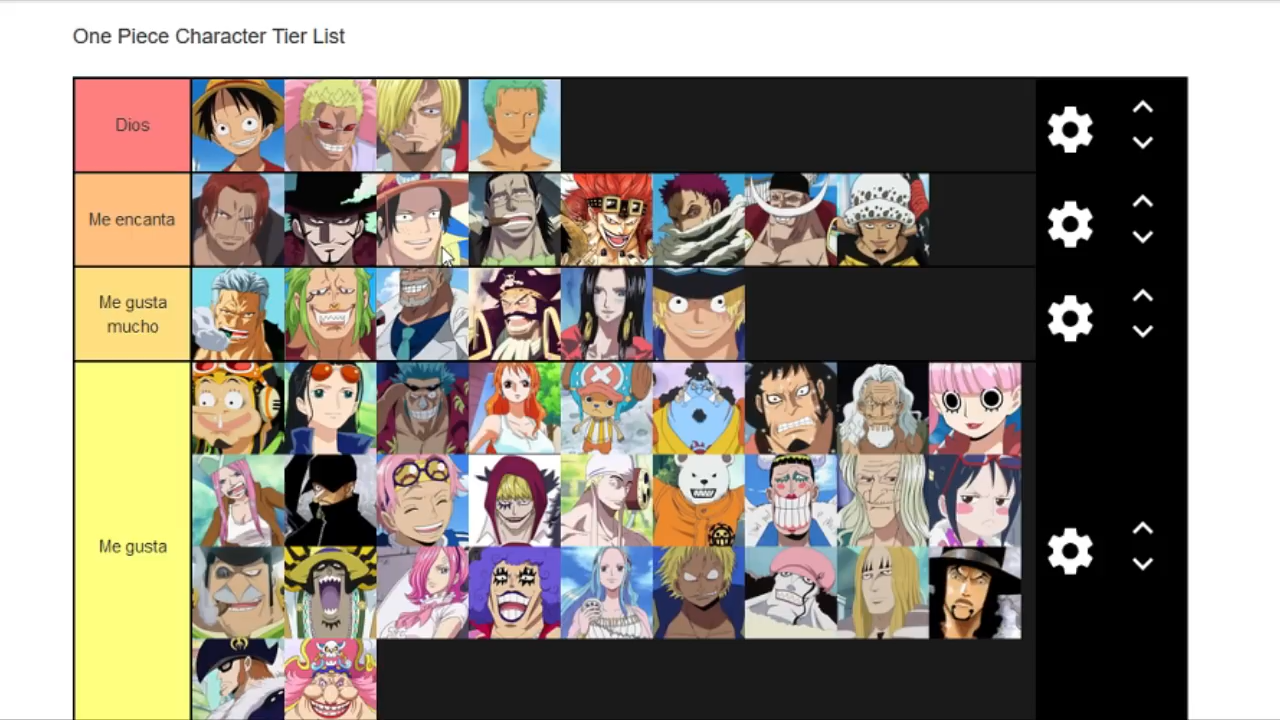 One Piece Character Tier List
Dios
Me encanta
Me gusta
mucho
Me gusta